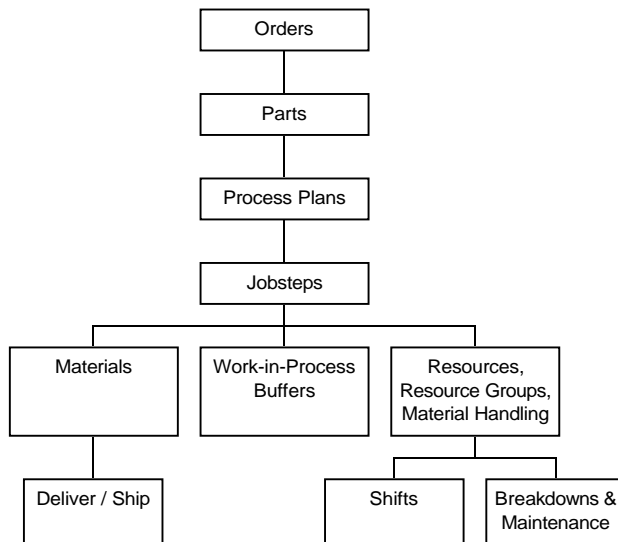 Orders
Parts
Process Plans
Jobsteps
Materials
Work-in-Process
Buffers
Resources,
Resource Groups,
Material Handling
Deliver / Ship
Shifts
Breakdowns &
Maintenance